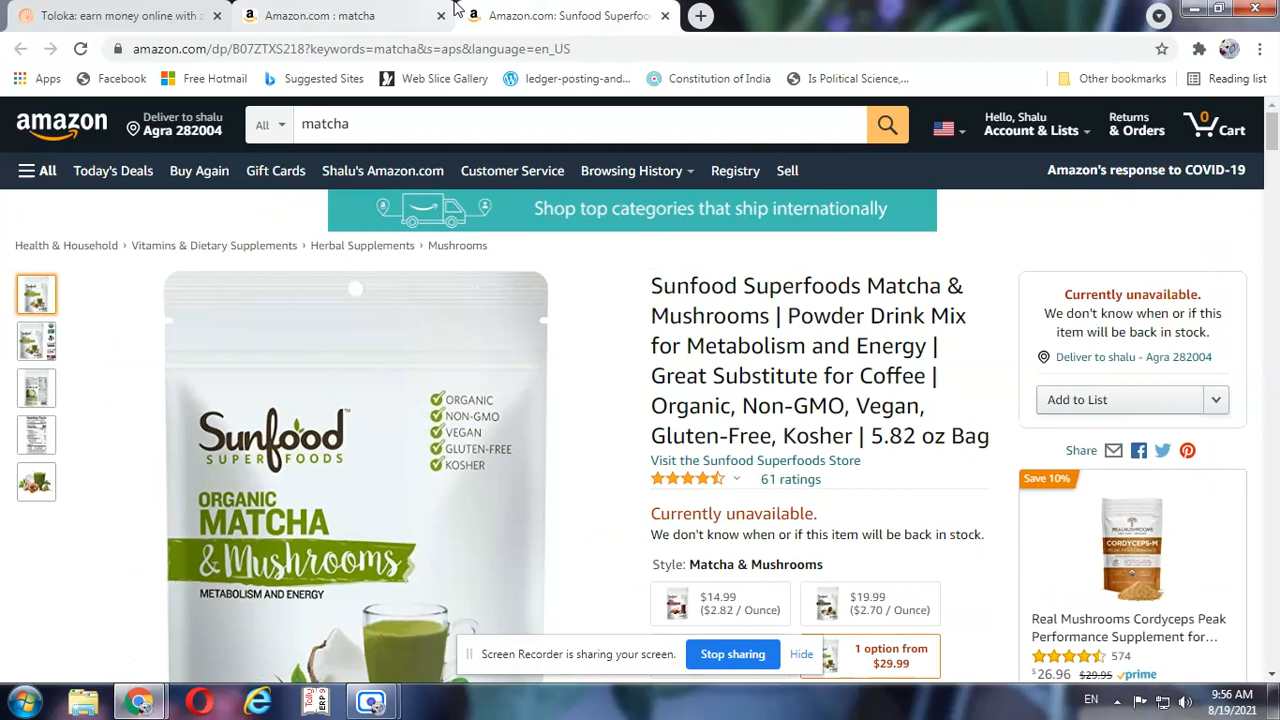 Toloka: earn money online with
Amazon.com : matcha
Amazon.com: Sunfood Superfoo
amazon.com/dp/B07ZTXS218?keywords=matcha&s=aps&language=en_US
Apps
Facebook
Free Hotmail
Suggested Sites
Web Slice Gallery
ledger-posting-and...
Constitution of India
Is Political Science,...
Other bookmarks
Reading list
amazon
Deliver to shalu
Agra 282004
All
matcha
Hello, Shalu
Account & Lists
Returns
& Orders
0
Cart
All
Today's Deals
Buy Again
Gift Cards
Shalu's Amazon.com
Customer Service
Browsing History
Registry
Sell
Amazon's response to COVID-19
Shop top categories that ship internationally
Health & Household › Vitamins & Dietary Supplements › Herbal Supplements › Mushrooms
Sunfood™
SUPERFOODS
ORGANIC
NON-GMO
VEGAN
GLUTEN-FREE
KOSHER
ORGANIC
MATCHA
& Mushrooms
METABOLISM AND ENERGY
Sunfood Superfoods Matcha &
Mushrooms | Powder Drink Mix
for Metabolism and Energy |
Great Substitute for Coffee |
Organic, Non-GMO, Vegan,
Gluten-Free, Kosher | 5.82 oz Bag
Visit the Sunfood Superfoods Store
61 ratings
Currently unavailable.
We don't know when or if this item will be back in stock.
Style: Matcha & Mushrooms
$14.99
($2.82 / Ounce)
$19.99
($2.70 / Ounce)
1 option from
$29.99
Currently unavailable.
We don't know when or if this
item will be back in stock.
Deliver to shalu - Agra 282004
Add to List
Share
Save 10%
REAL MUSHROOMS
CORDYCEPS-M
Real Mushrooms Cordyceps Peak
Performance Supplement for...
574
$26.96 $29.95 prime
Screen Recorder is sharing your screen.
Stop sharing
Hide
EN
9:56 AM
8/19/2021